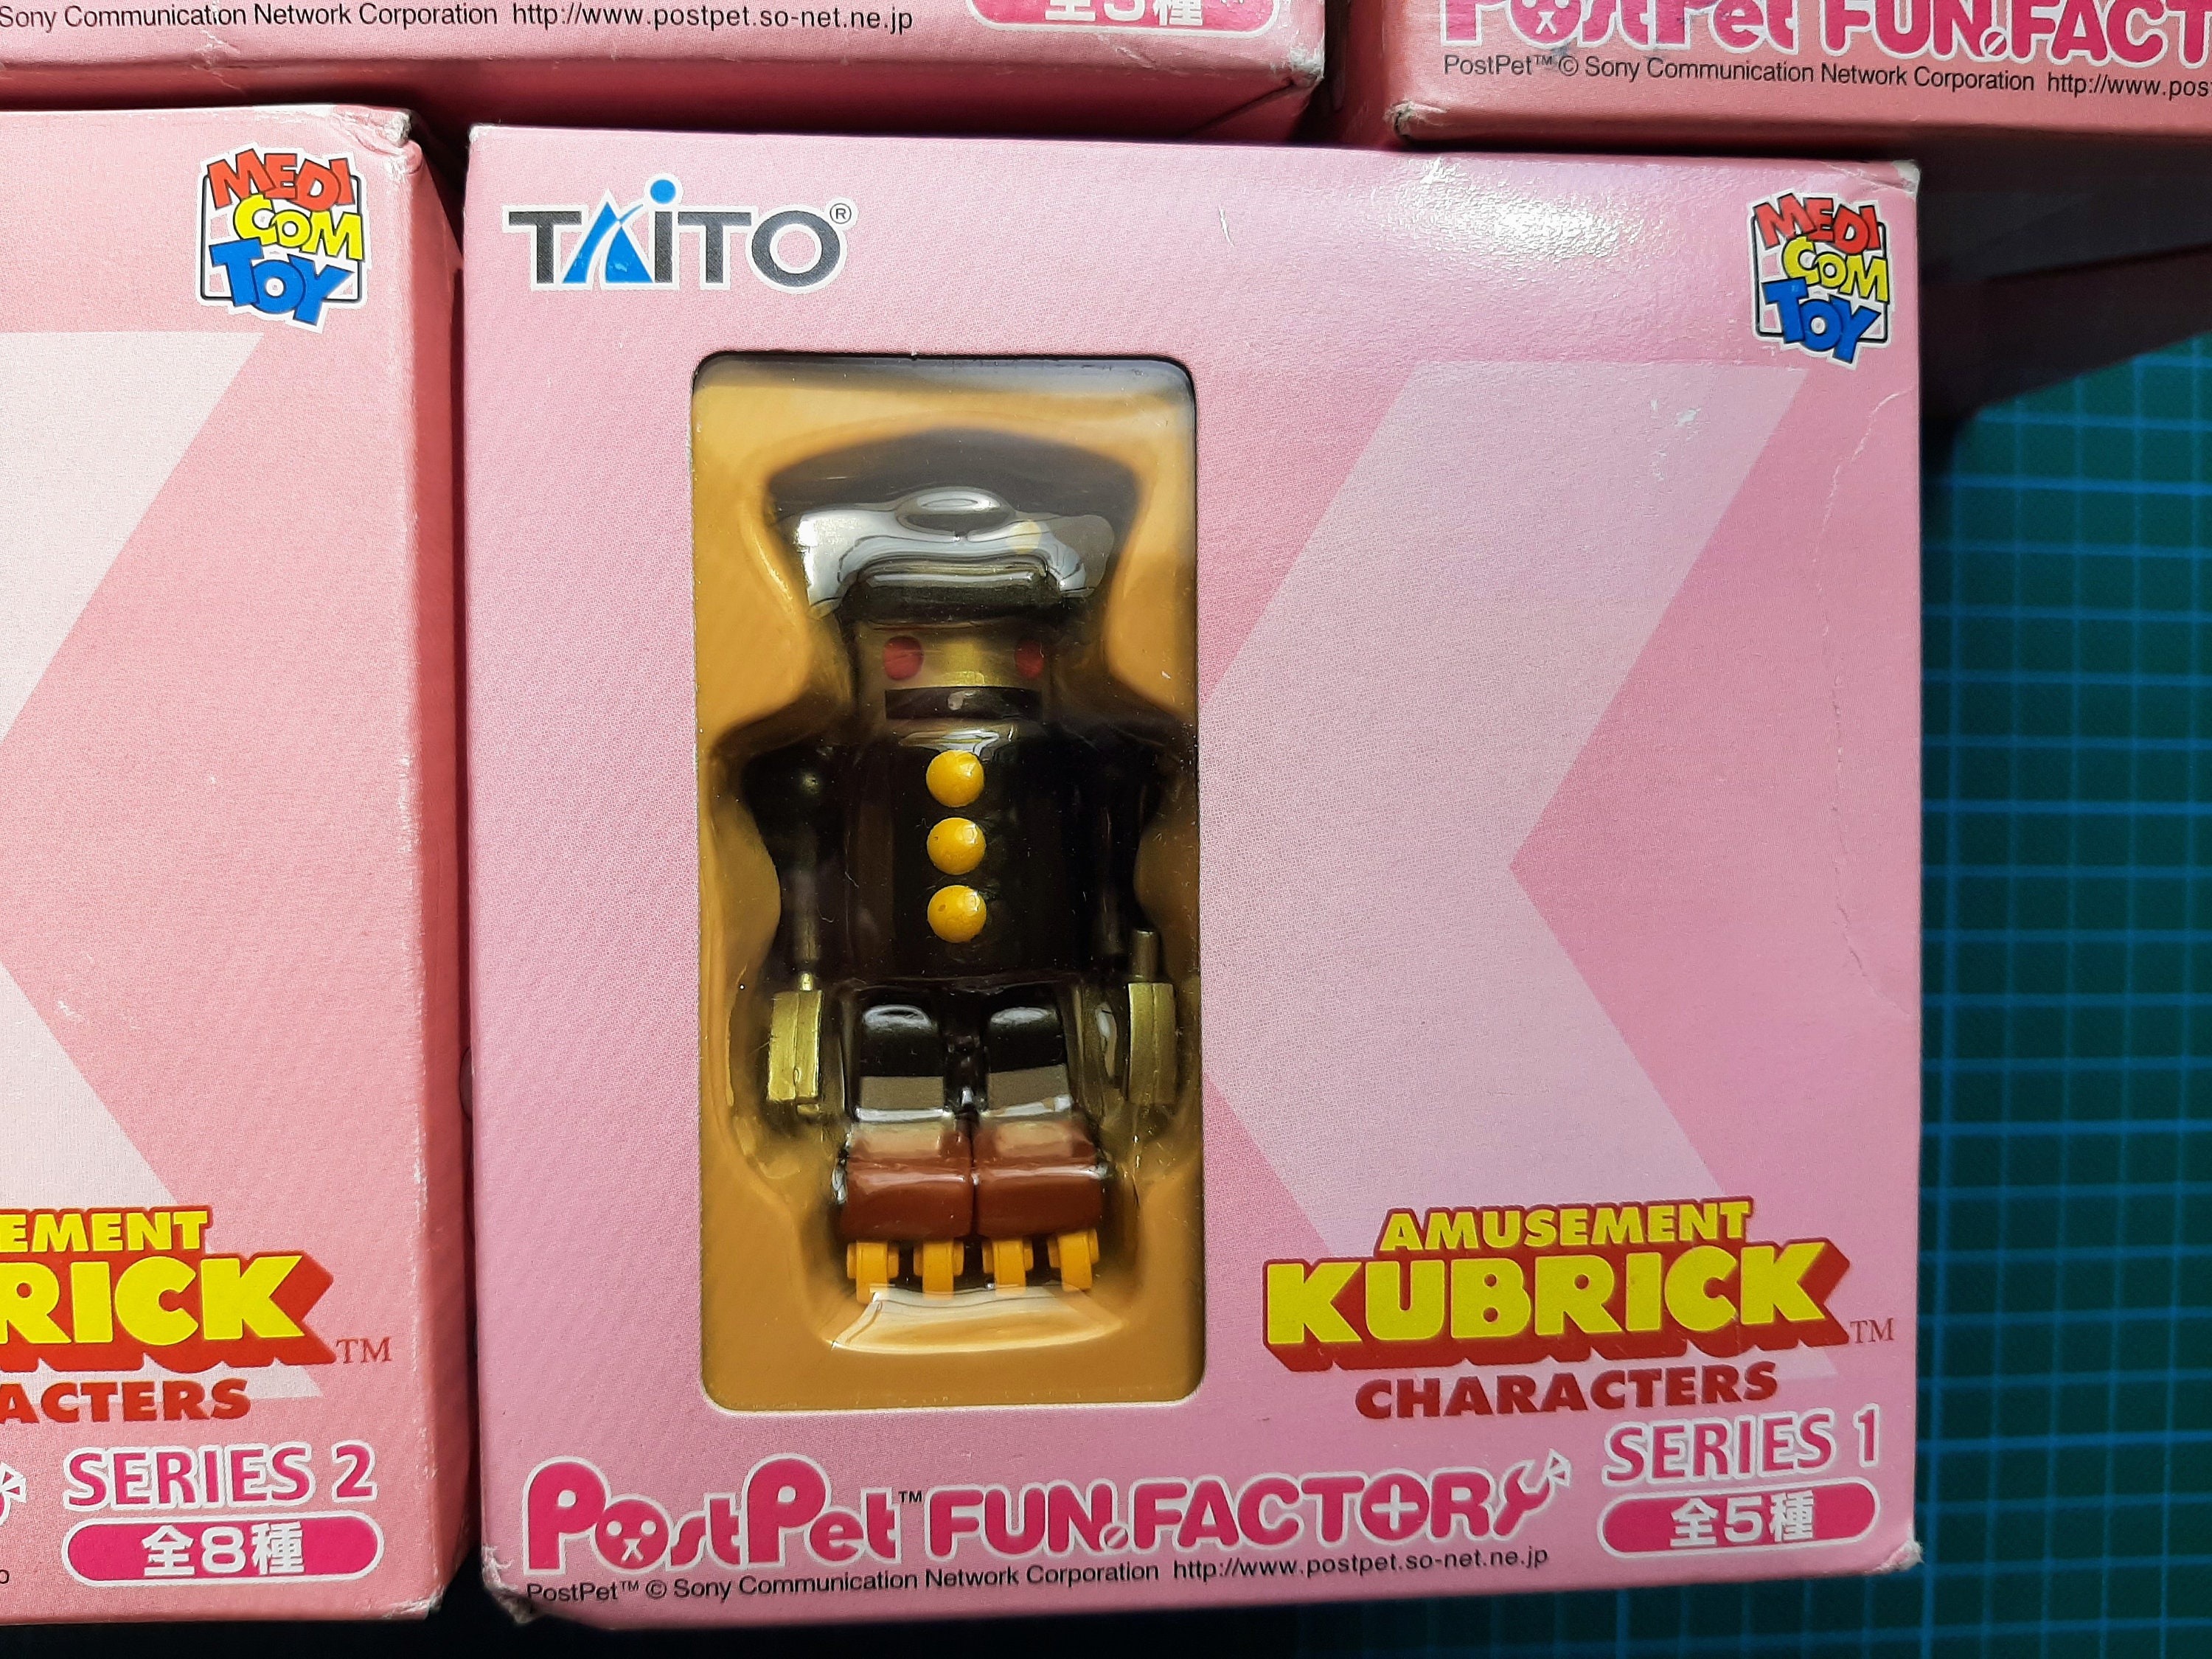 Sony Communication Network Corporation http://www.postpet.so-net.ne.jp
全5種
PostPet FUN.FACT
PostPet™ © Sony Communication Network Corporation http://www.pos
MEDI
COM
TOY
EMENT
RICK™
ACTERS
SERIES 2
全8種
TAITO®
MEDI
COM
TOY
AMUSEMENT
KUBRICK™
CHARACTERS
SERIES 1
全5種
PostPet™ FUN.FACTORY
PostPet™ © Sony Communication Network Corporation http://www.postpet.so-net.ne.jp